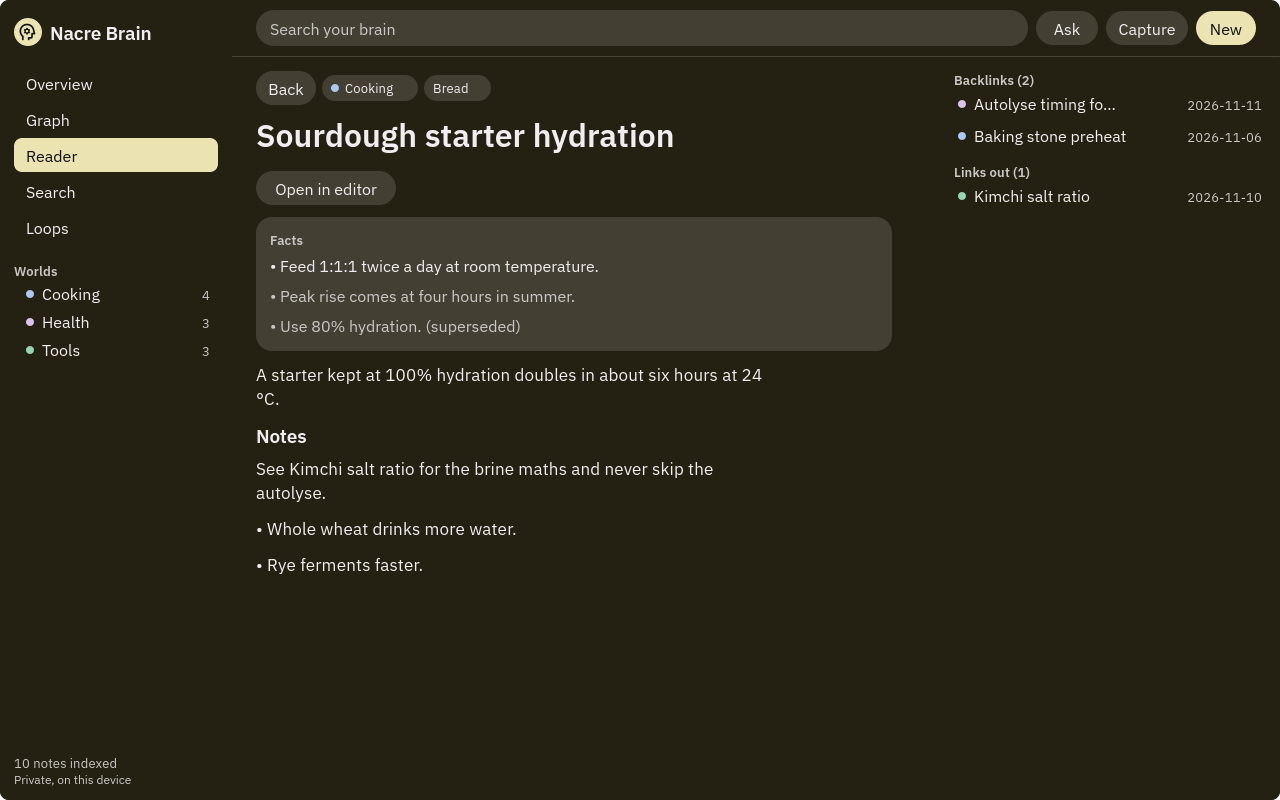 Nacre Brain
Search your brain
Ask
Capture
New
Overview
Graph
Reader
Search
Loops
Worlds
Cooking 4
Health 3
Tools 3
10 notes indexed
Private, on this device
Back
Cooking
Bread
Sourdough starter hydration
Open in editor
Facts
• Feed 1:1:1 twice a day at room temperature.
• Peak rise comes at four hours in summer.
• Use 80% hydration. (superseded)
A starter kept at 100% hydration doubles in about six hours at 24
°C.
Notes
See Kimchi salt ratio for the brine maths and never skip the
autolyse.
• Whole wheat drinks more water.
• Rye ferments faster.
Backlinks (2)
Autolyse timing fo... 2026-11-11
Baking stone preheat 2026-11-06
Links out (1)
Kimchi salt ratio 2026-11-10